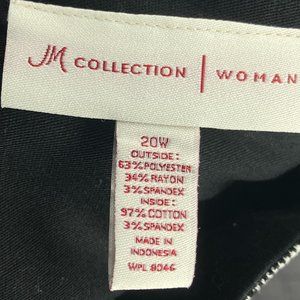 JM COLLECTION | WOMAN
20W
OUTSIDE:
63% POLYESTER
34% RAYON
3% SPANDEX
INSIDE:
97% COTTON
3% SPANDEX
MADE IN
INDONESIA
WPL 8046